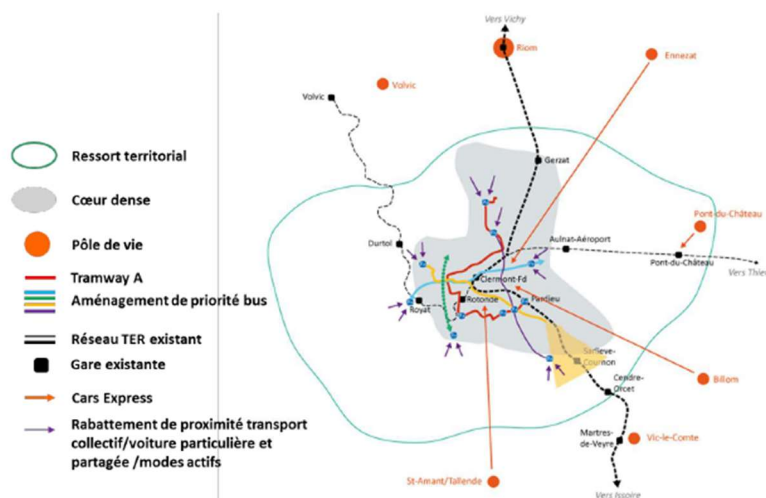 Ressort territorial
Cœur dense
Pôle de vie
Tramway A
Aménagement de priorité bus
Réseau TER existant
Gare existante
Cars Express
Rabattement de proximité transport
collectif/voiture particulière et
partagée /modes actifs
Vers Vichy
Riom
Ennezat
Volvic
Volvic
Gerzat
Pont-du-Château
Durtol
Aulnat-Aéroport
Pont-du-Château
Vers Thie
Clermont-Fd
Royat
Rotonde
Pardieu
Sarliève-
Cournon
Cendre-
Orcet
Billom
Martres-
de-Veyre
Vic-le-Comte
St-Amant/Tallende
Vers Issoire